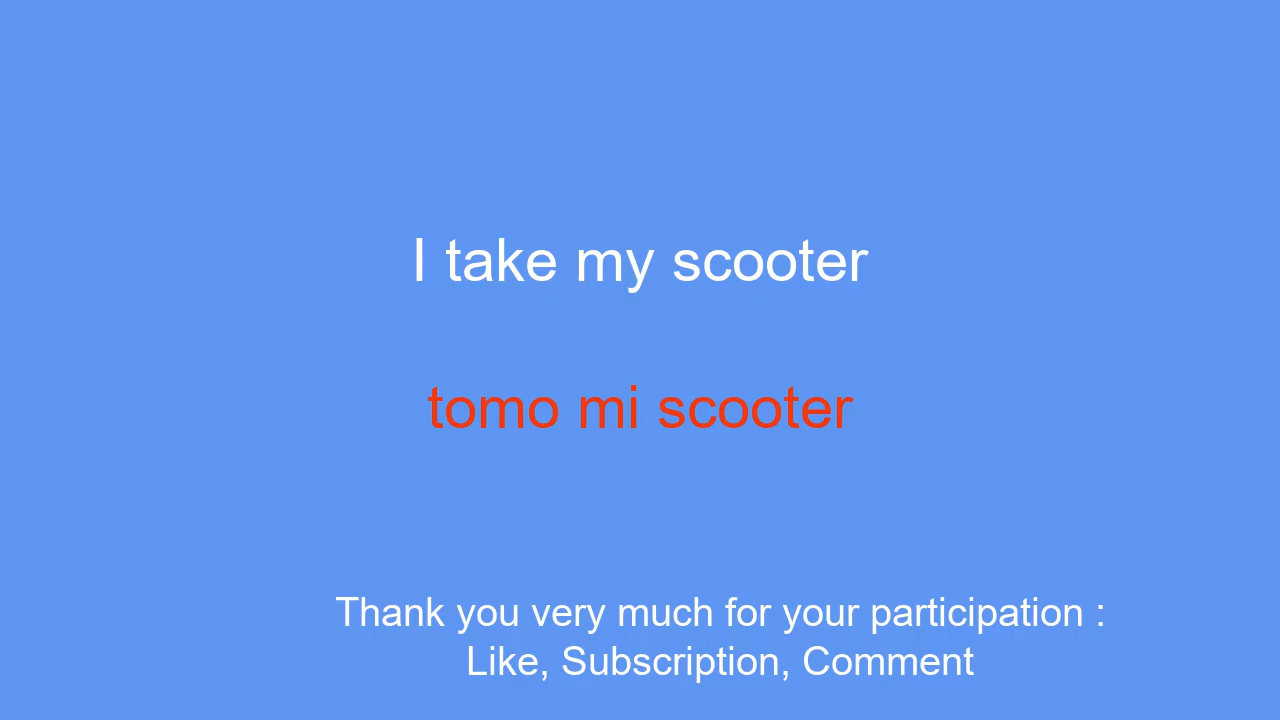 I take my scooter
tomo mi scooter
Thank you very much for your participation :
Like, Subscription, Comment